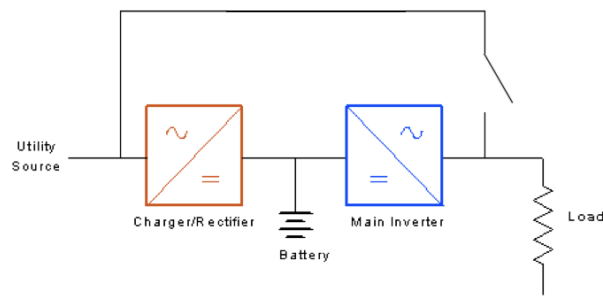 Utility
Source
Charger/Rectifier
Battery
Main Inverter
Load